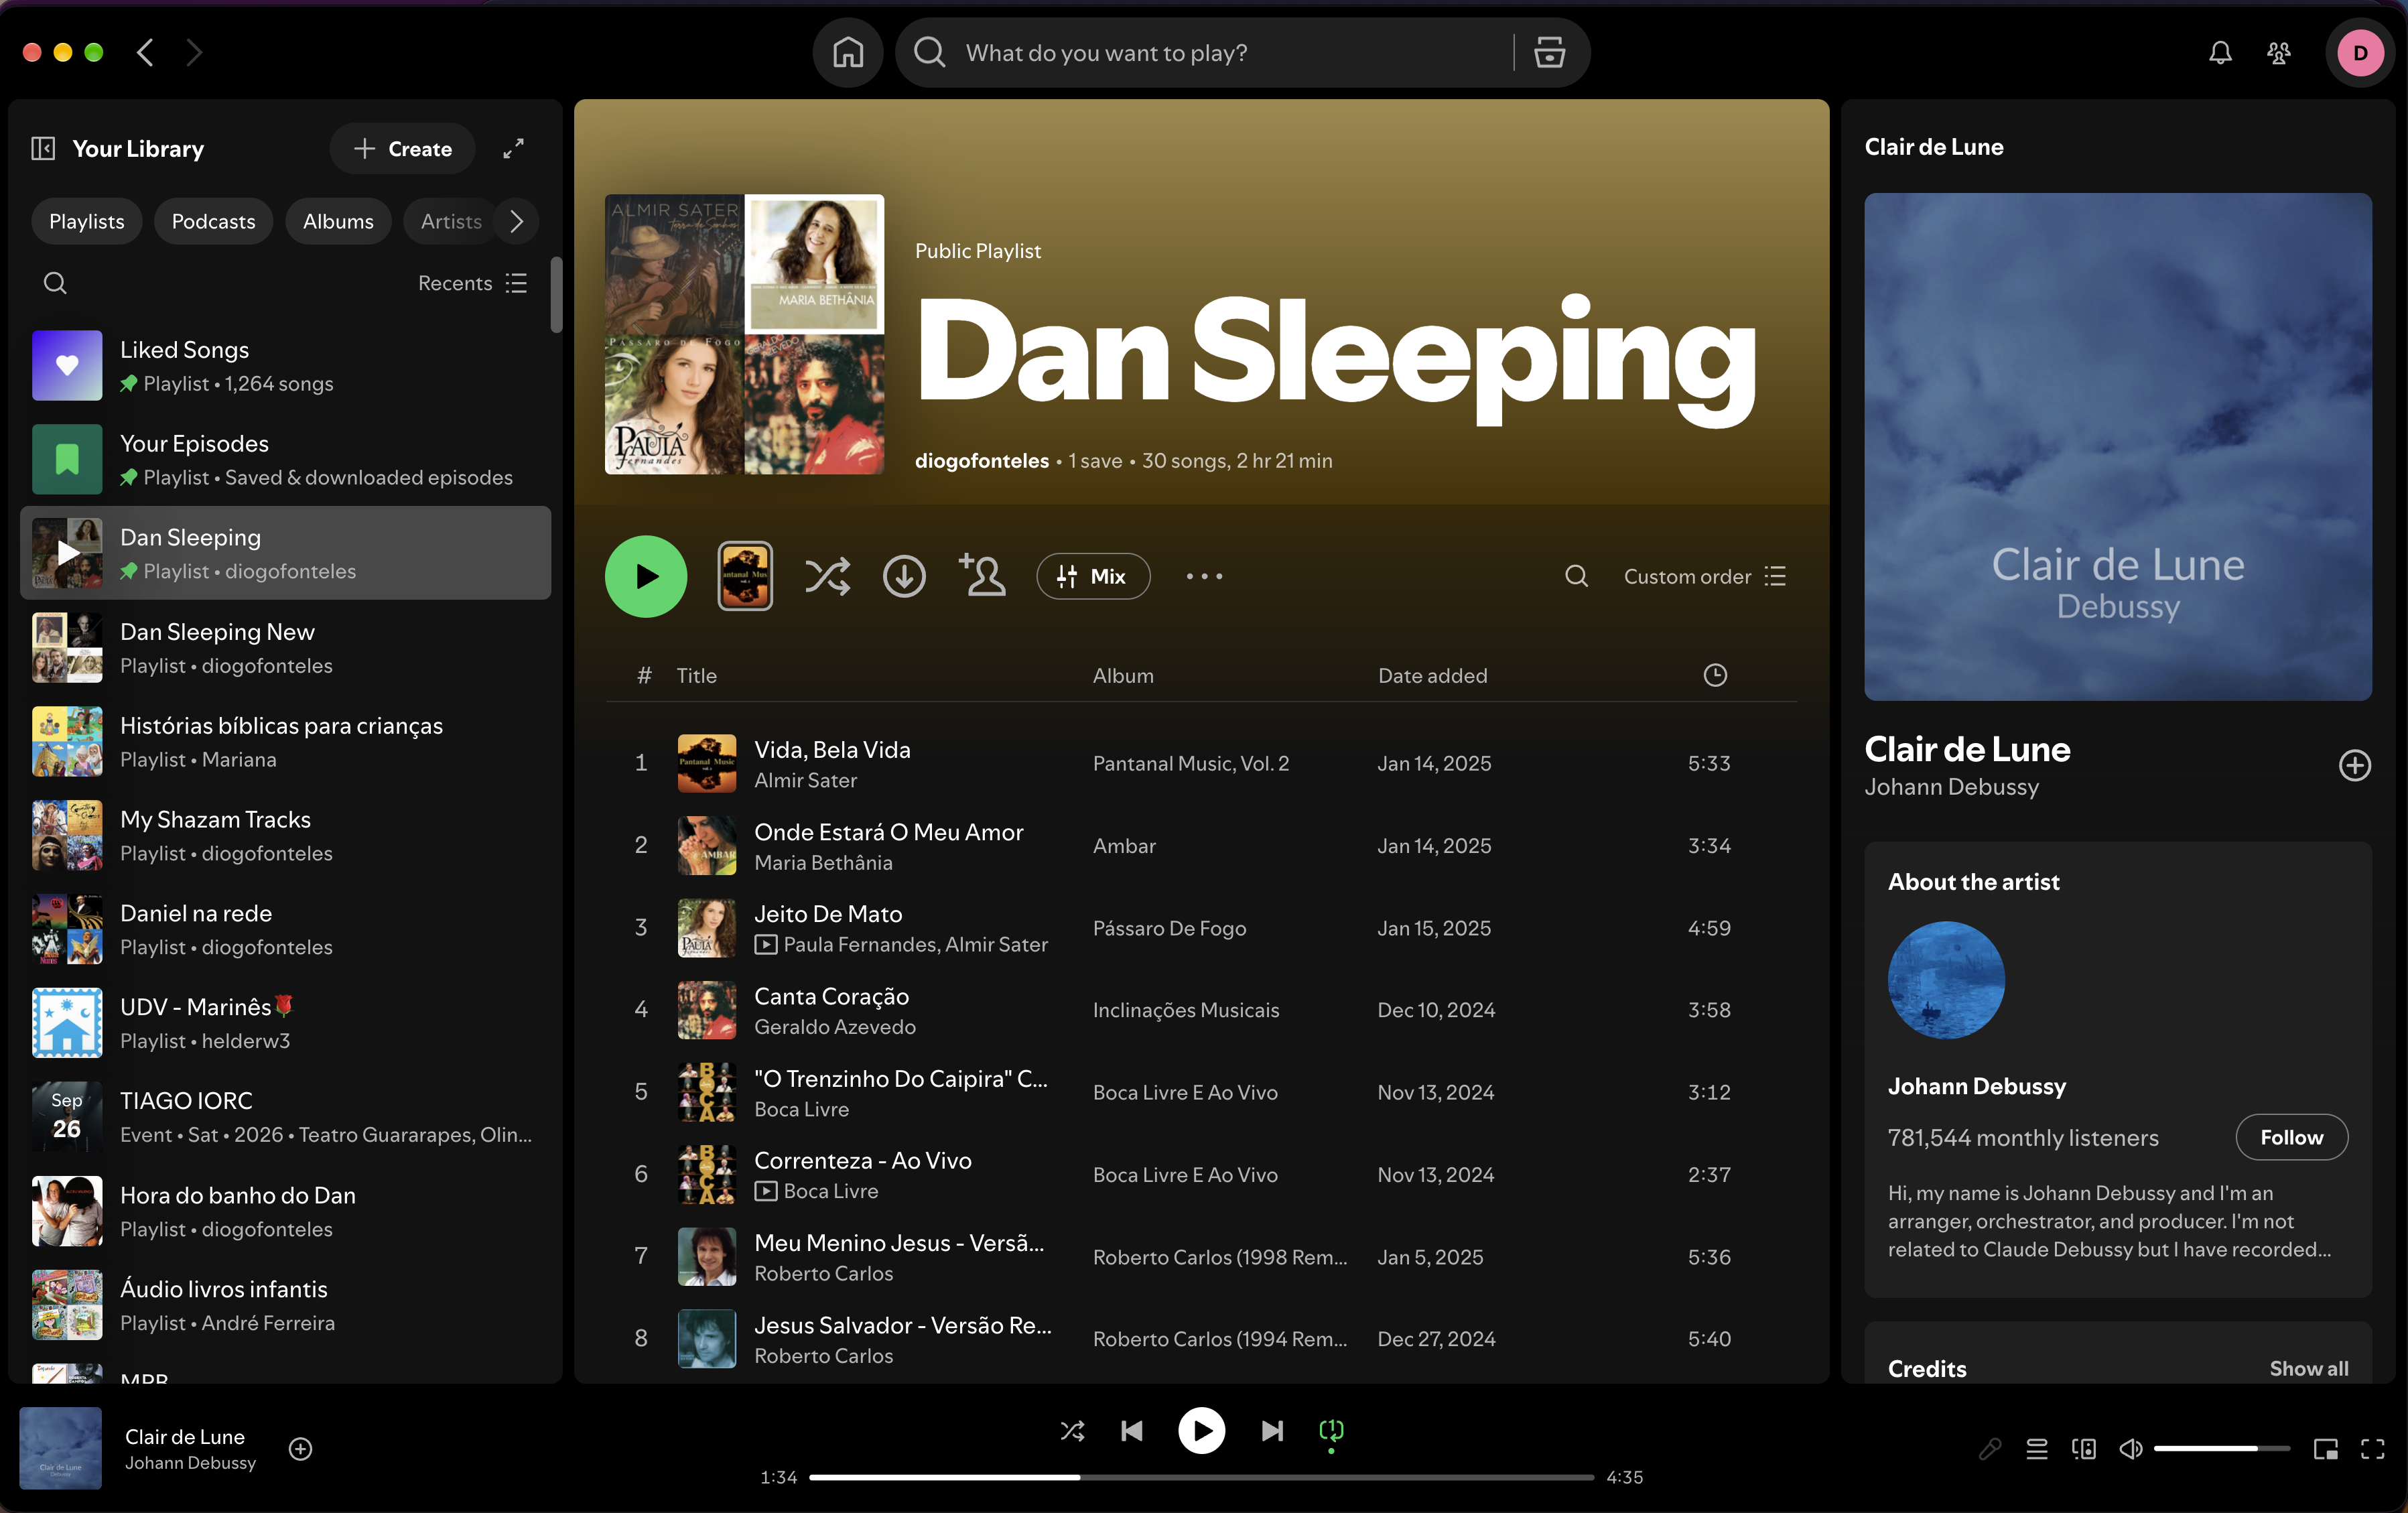 What do you want to play?
D
Your Library
Create
Playlists
Podcasts
Albums
Artists
Recents
Liked Songs
Playlist • 1,264 songs
Your Episodes
Playlist • Saved & downloaded episodes
Dan Sleeping
Playlist • diogofonteles
Dan Sleeping New
Playlist • diogofonteles
Histórias bíblicas para crianças
Playlist • Mariana
My Shazam Tracks
Playlist • diogofonteles
Daniel na rede
Playlist • diogofonteles
UDV - Marinês🌹
Playlist • helderw3
Sep
26
TIAGO IORC
Event • Sat • 2026 • Teatro Guararapes, Olin...
Hora do banho do Dan
Playlist • diogofonteles
Áudio livros infantis
Playlist • André Ferreira
MPB
ALMIR SATER
MARIA BETHÂNIA
PÁSSARO DE FOGO
PAULA
Fernandes
Public Playlist
Dan Sleeping
diogofonteles • 1 save • 30 songs, 2 hr 21 min
Mix
Custom order
# Title Album Date added
1 Vida, Bela Vida Pantanal Music, Vol. 2 Jan 14, 2025 5:33
Almir Sater
2 Onde Estará O Meu Amor Ambar Jan 14, 2025 3:34
Maria Bethânia
3 Jeito De Mato Pássaro De Fogo Jan 15, 2025 4:59
Paula Fernandes, Almir Sater
4 Canta Coração Inclinações Musicais Dec 10, 2024 3:58
Geraldo Azevedo
5 "O Trenzinho Do Caipira" C... Boca Livre E Ao Vivo Nov 13, 2024 3:12
Boca Livre
6 Correnteza - Ao Vivo Boca Livre E Ao Vivo Nov 13, 2024 2:37
Boca Livre
7 Meu Menino Jesus - Versã... Roberto Carlos (1998 Rem... Jan 5, 2025 5:36
Roberto Carlos
8 Jesus Salvador - Versão Re... Roberto Carlos (1994 Rem... Dec 27, 2024 5:40
Roberto Carlos
Clair de Lune
Clair de Lune
Debussy
Clair de Lune
Johann Debussy
About the artist
Johann Debussy
781,544 monthly listeners
Follow
Hi, my name is Johann Debussy and I'm an
arranger, orchestrator, and producer. I'm not
related to Claude Debussy but I have recorded...
Credits
Show all
Clair de Lune
Johann Debussy
1:34
4:35